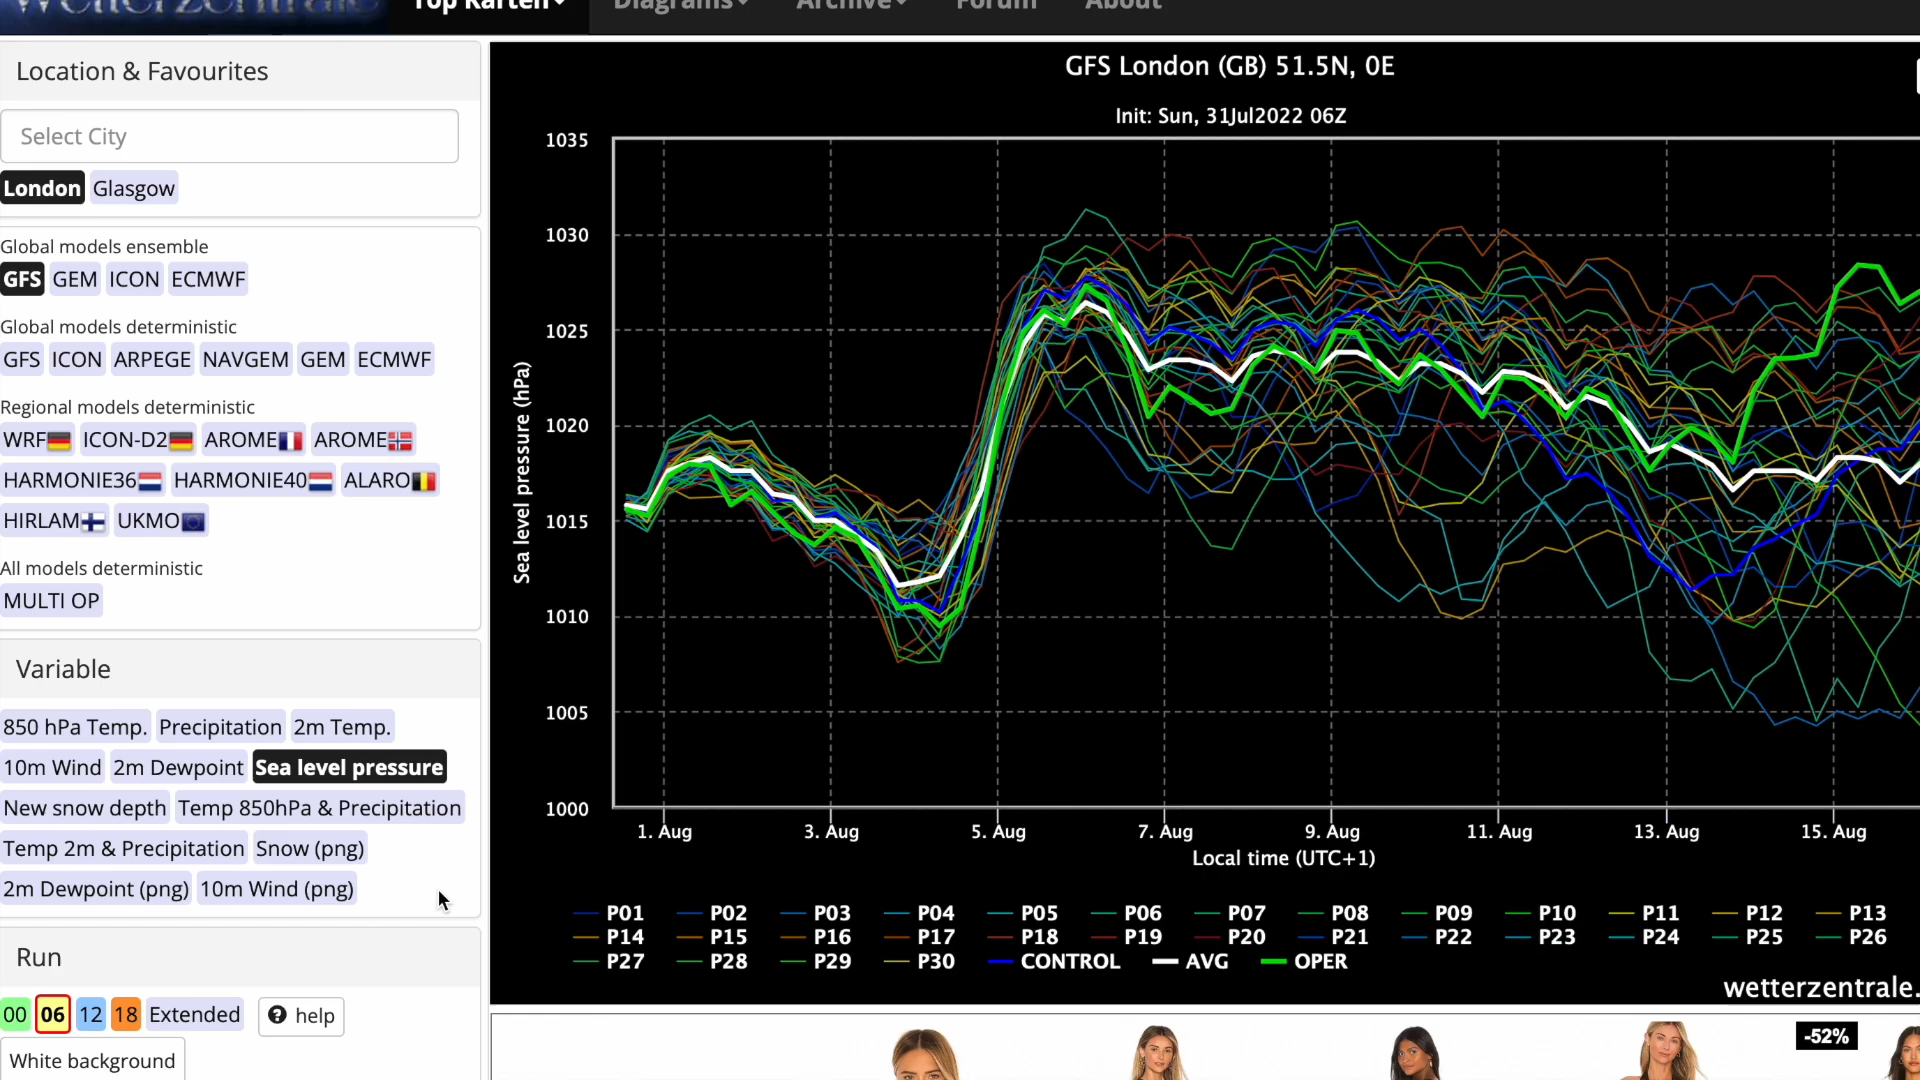 Wetterzentrale Top Karten Diagrams Archive Forum About
Location & Favourites
Select City
London Glasgow
Global models ensemble
GFS GEM ICON ECMWF
Global models deterministic
GFS ICON ARPEGE NAVGEM GEM ECMWF
Regional models deterministic
WRF ICON-D2 AROME AROME
HARMONIE36 HARMONIE40 ALARO
HIRLAM UKMO
All models deterministic
MULTI OP
Variable
850 hPa Temp. Precipitation 2m Temp.
10m Wind 2m Dewpoint Sea level pressure
New snow depth Temp 850hPa & Precipitation
Temp 2m & Precipitation Snow (png)
2m Dewpoint (png) 10m Wind (png)
Run
00 06 12 18 Extended ? help
White background
GFS London (GB) 51.5N, 0E
Init: Sun, 31Jul2022 06Z
1035
1030
1025
1020
1015
1010
1005
1000
Sea level pressure (hPa)
1. Aug 3. Aug 5. Aug 7. Aug 9. Aug 11. Aug 13. Aug 15. Aug
Local time (UTC+1)
P01 P02 P03 P04 P05 P06 P07 P08 P09 P10 P11 P12 P13
P14 P15 P16 P17 P18 P19 P20 P21 P22 P23 P24 P25 P26
P27 P28 P29 P30 CONTROL AVG OPER
wetterzentrale.
-52%